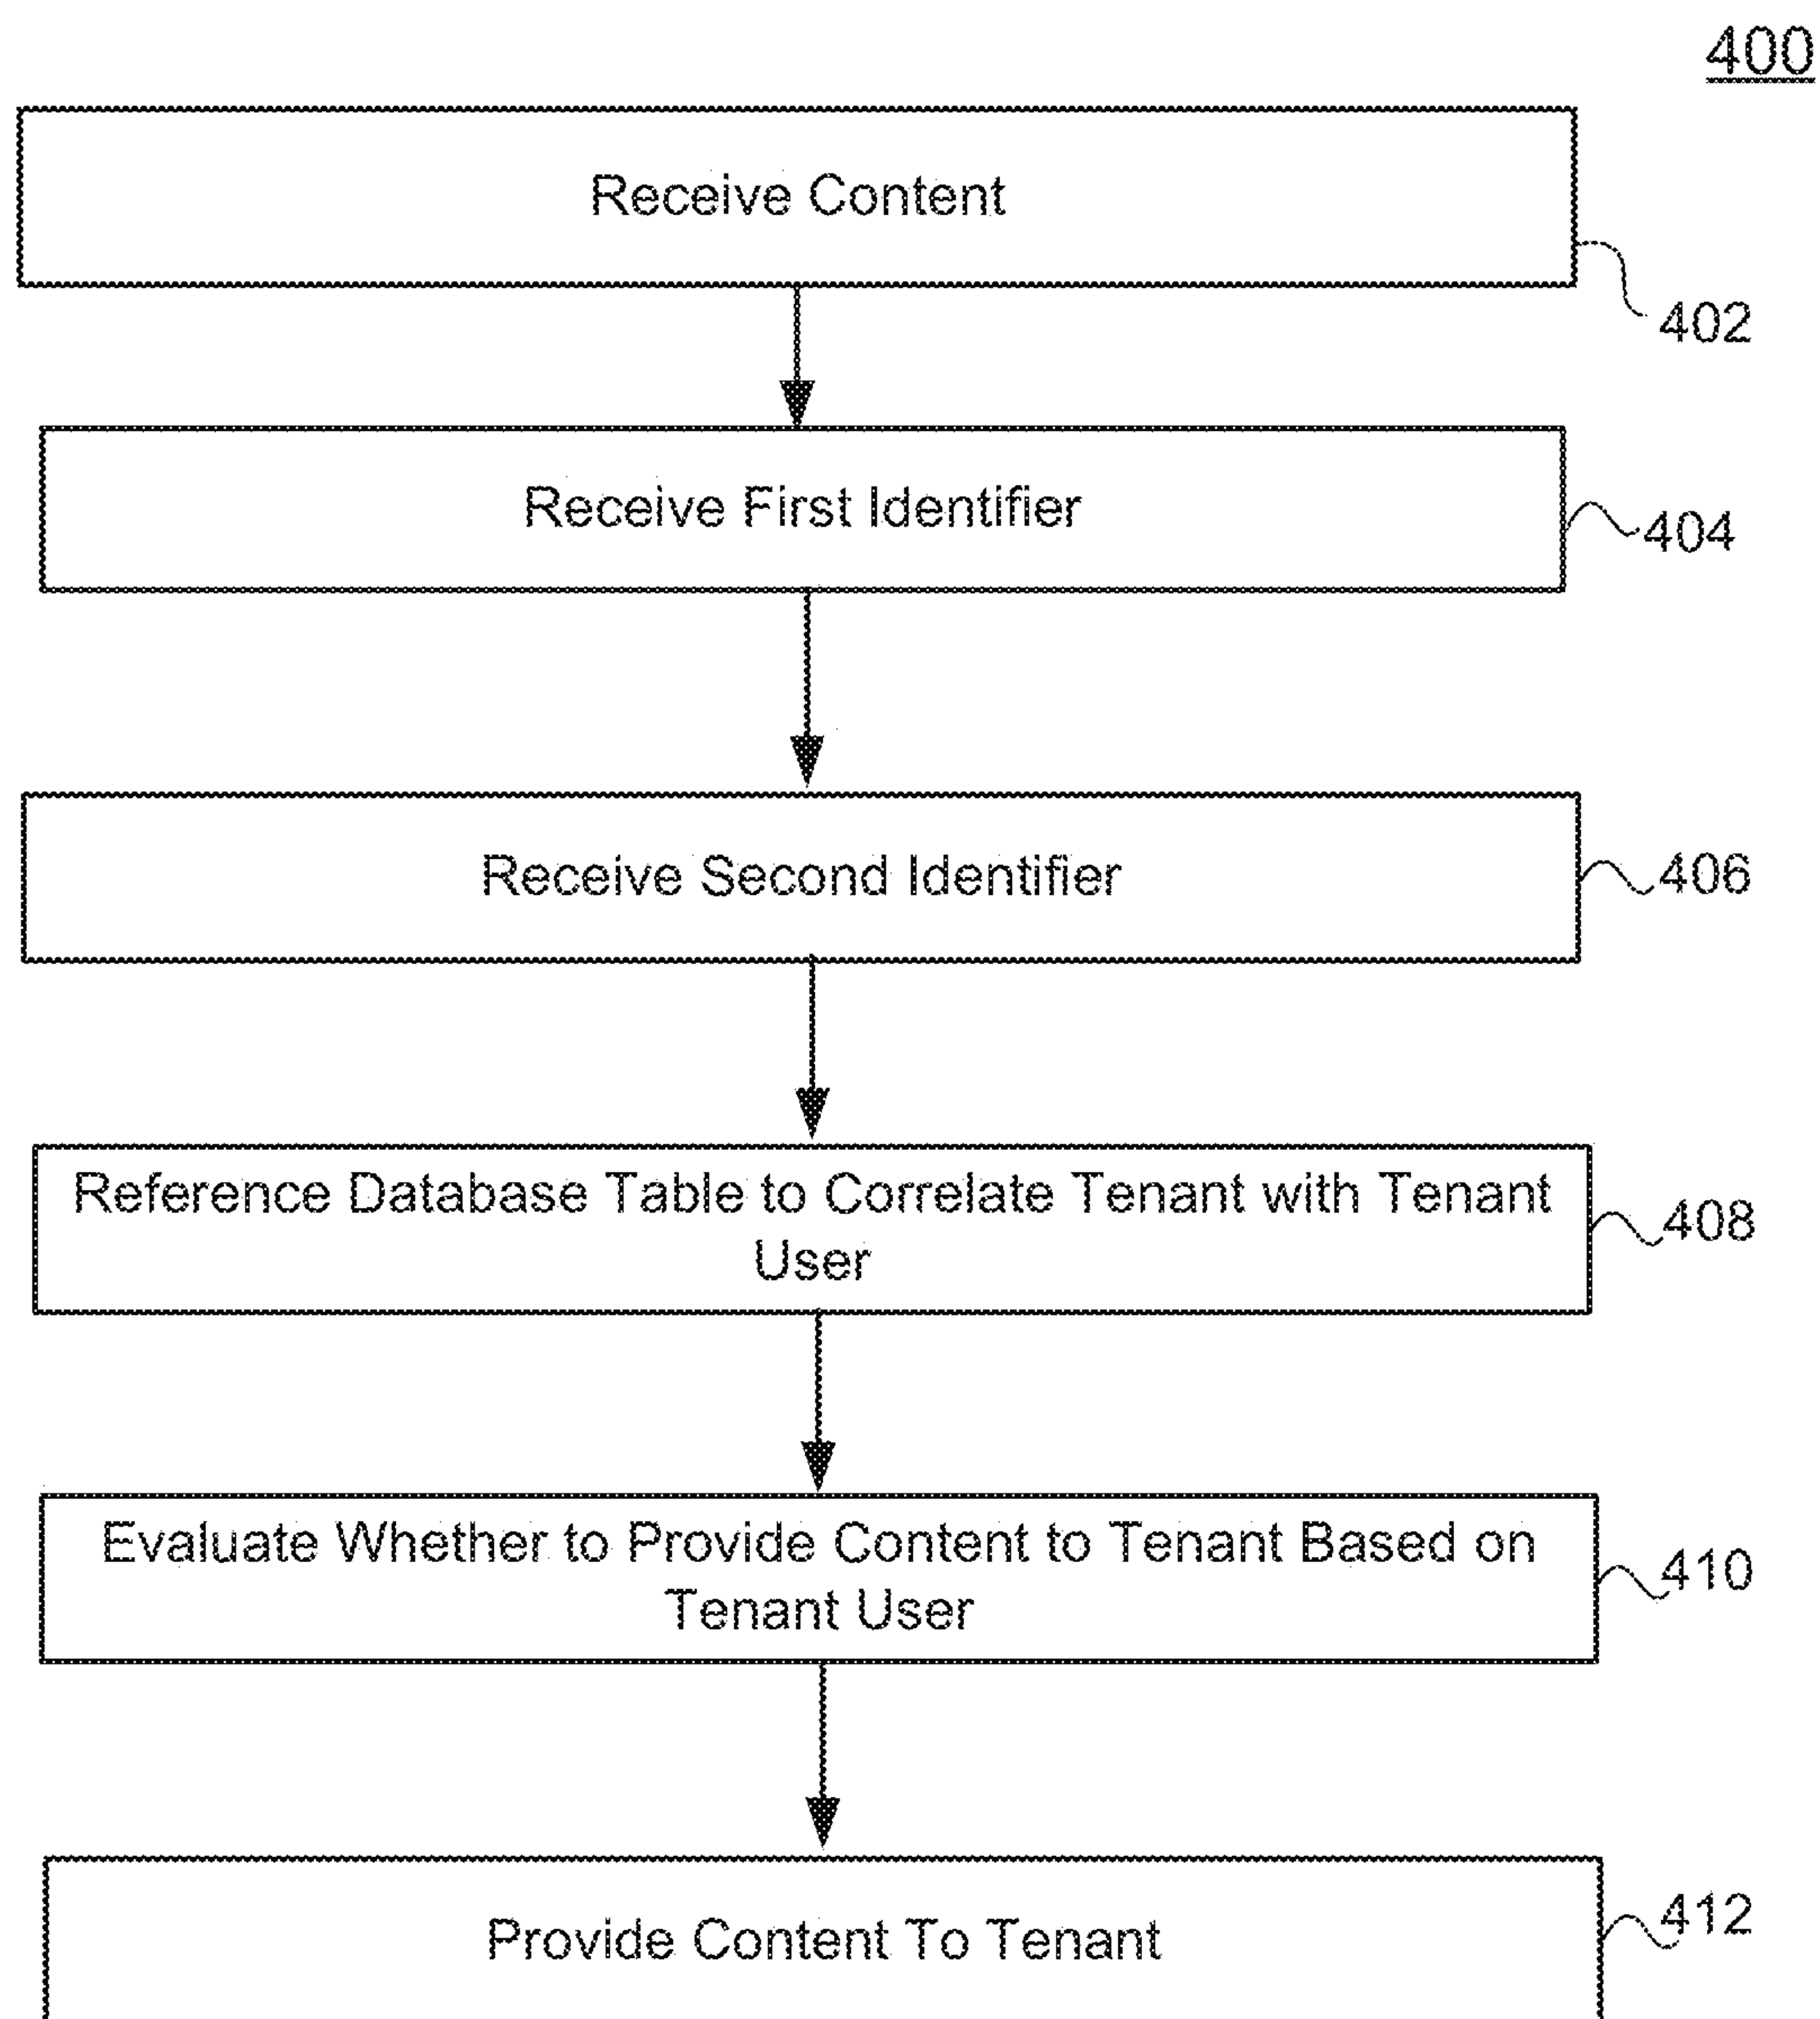 400
Receive Content
402
Receive First Identifier
404
Receive Second Identifier
406
Reference Database Table to Correlate Tenant with Tenant
User
408
Evaluate Whether to Provide Content to Tenant Based on
Tenant User
410
Provide Content To Tenant
412